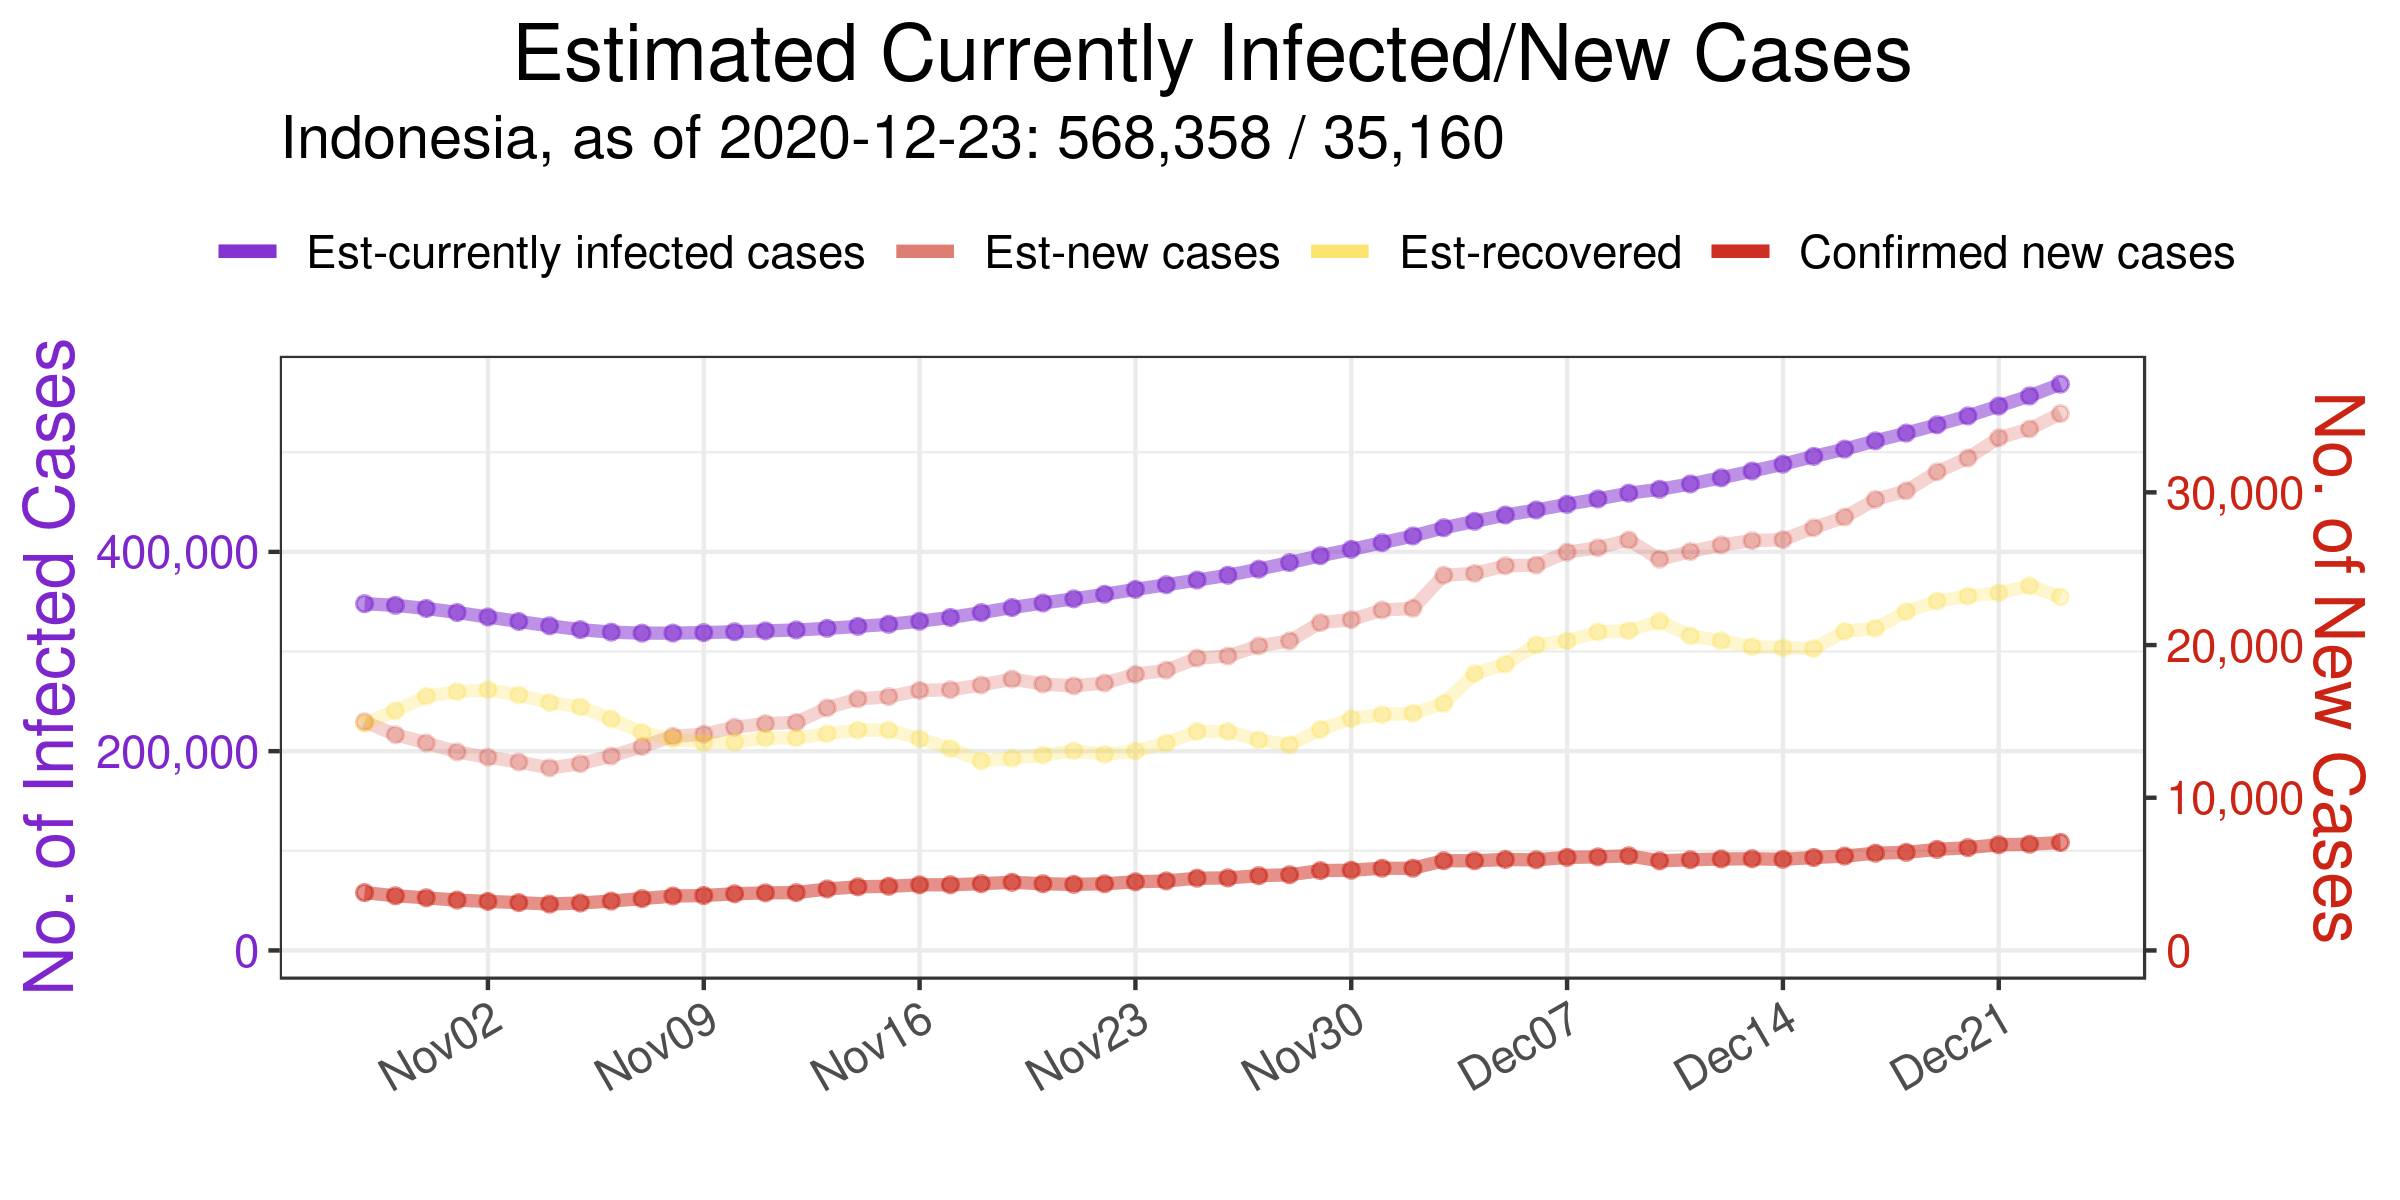 Estimated Currently Infected/New Cases
Indonesia, as of 2020-12-23: 568,358 / 35,160
Est-currently infected cases Est-new cases Est-recovered Confirmed new cases
No. of Infected Cases
400,000
200,000
0
30,000
20,000
10,000
0
No. of New Cases
Nov02 Nov09 Nov16 Nov23 Nov30 Dec07 Dec14 Dec21